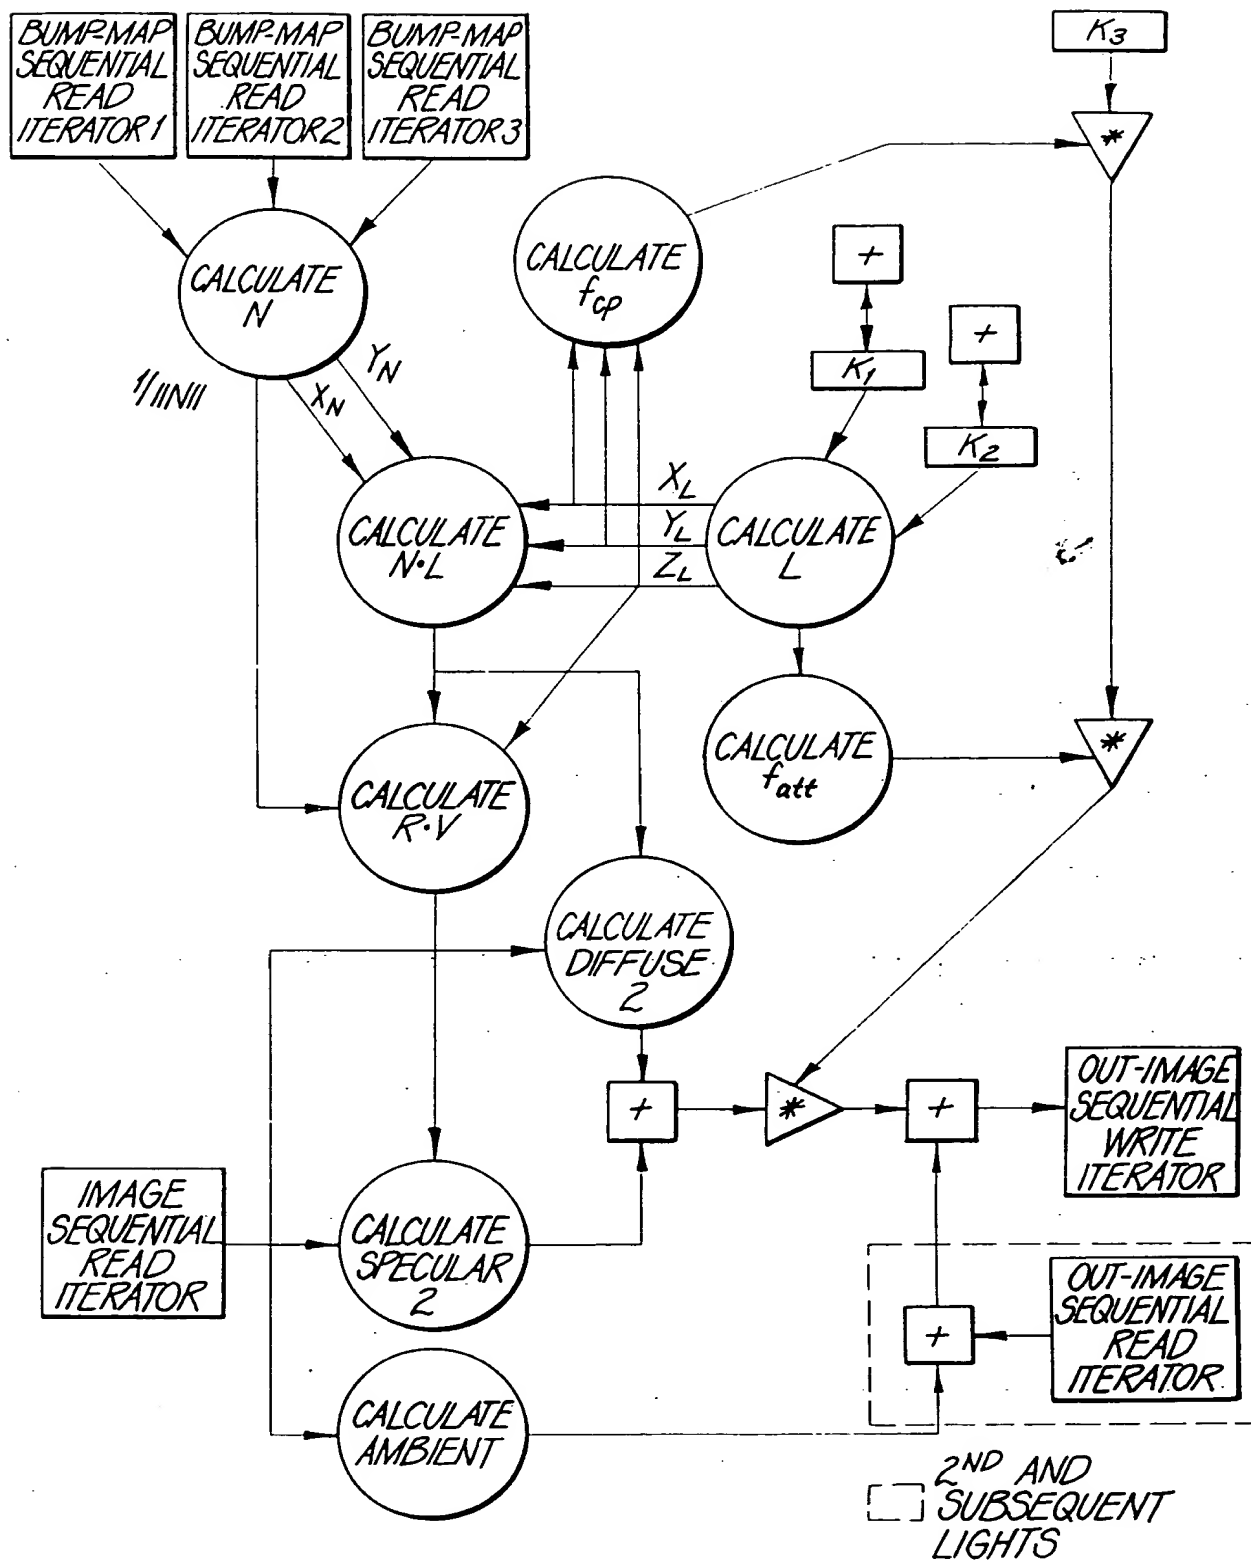 BUMP-MAP
SEQUENTIAL
READ
ITERATOR 1
BUMP-MAP
SEQUENTIAL
READ
ITERATOR 2
BUMP-MAP
SEQUENTIAL
READ
ITERATOR 3
K3
*
CALCULATE
N
CALCULATE
fcp
+
+
K1
K2
1/||N||
XN
YN
CALCULATE
N·L
XL
YL
ZL
CALCULATE
L
CALCULATE
R·V
CALCULATE
fatt
*
CALCULATE
DIFFUSE
2
+
*
+
OUT-IMAGE
SEQUENTIAL
WRITE
ITERATOR
IMAGE
SEQUENTIAL
READ
ITERATOR
CALCULATE
SPECULAR
2
+
OUT-IMAGE
SEQUENTIAL
READ
ITERATOR
CALCULATE
AMBIENT
2ND AND
SUBSEQUENT
LIGHTS